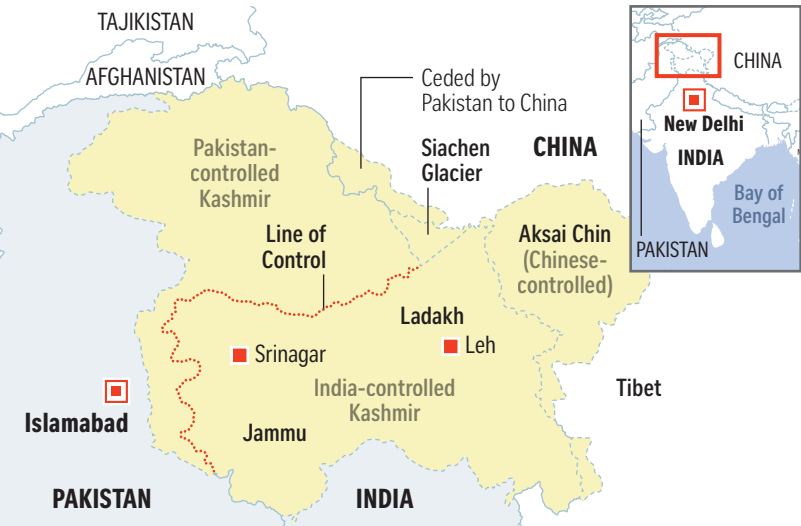 TAJIKISTAN
AFGHANISTAN
Ceded by
Pakistan to China
Pakistan-
controlled
Kashmir
Siachen
Glacier
CHINA
Line of
Control
Aksai Chin
(Chinese-
controlled)
Ladakh
Srinagar
Leh
India-controlled
Kashmir
Tibet
Islamabad
Jammu
PAKISTAN
INDIA
CHINA
New Delhi
INDIA
Bay of
Bengal
PAKISTAN